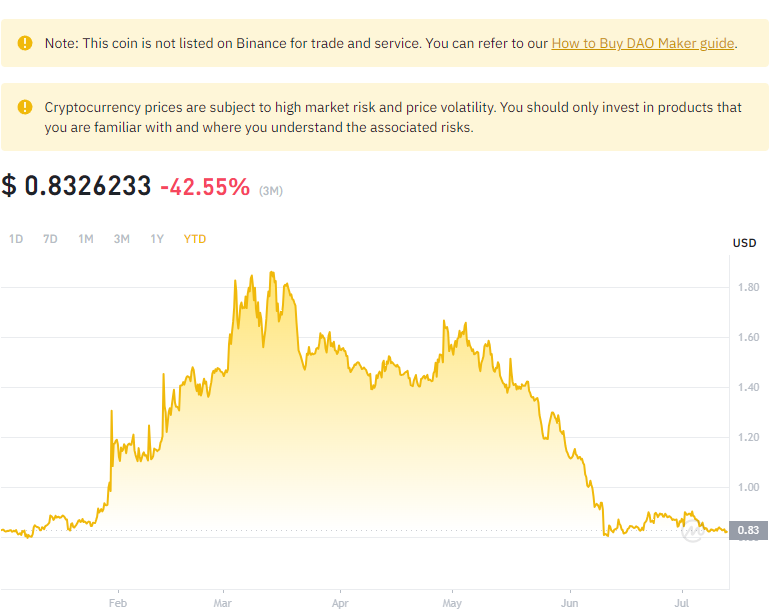 Note: This coin is not listed on Binance for trade and service. You can refer to our How to Buy DAO Maker guide.
Cryptocurrency prices are subject to high market risk and price volatility. You should only invest in products that
you are familiar with and where you understand the associated risks.
$ 0.8326233 -42.55% (3M)
1D 7D 1M 3M 1Y YTD
USD
1.80
1.60
1.40
1.20
1.00
0.83
Feb Mar Apr May Jun Jul